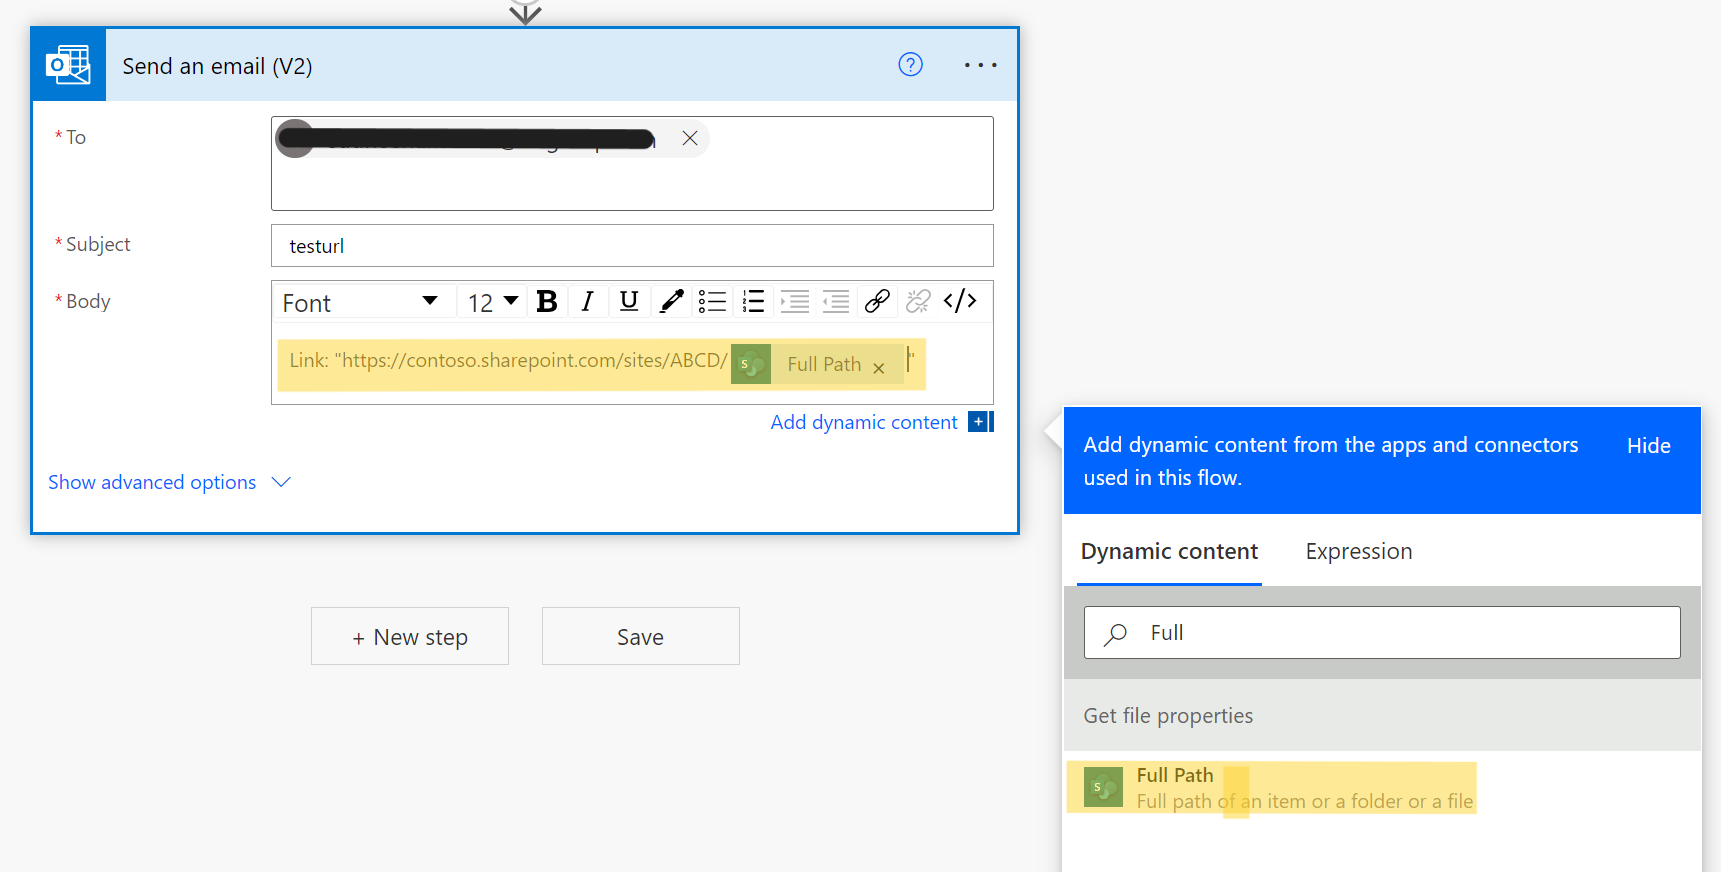 Send an email (V2)
?
* To
* Subject
testurl
* Body
Font
12
B I U
</>
Link: "https://contoso.sharepoint.com/sites/ABCD/ S Full Path × "
Add dynamic content +
Show advanced options
+ New step
Save
Add dynamic content from the apps and connectors
used in this flow.
Hide
Dynamic content
Expression
Full
Get file properties
S Full Path
Full path of an item or a folder or a file